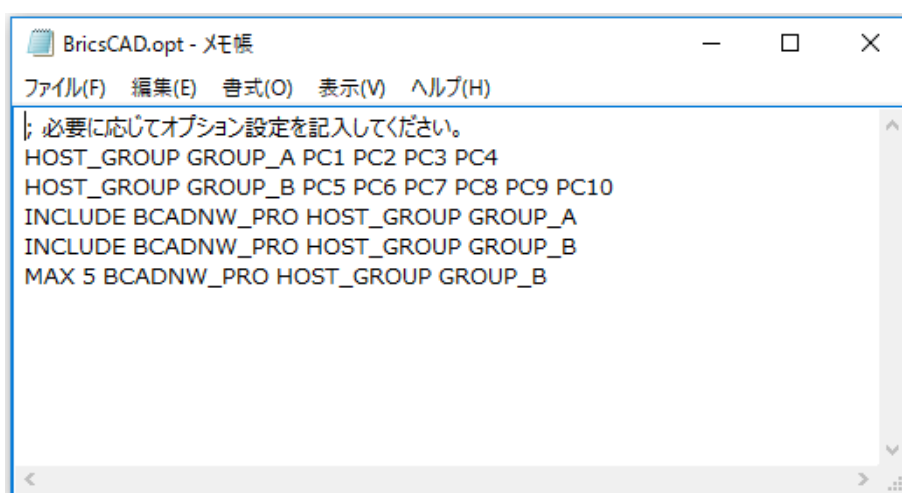 BricsCAD.opt - メモ帳
ファイル(F) 編集(E) 書式(O) 表示(V) ヘルプ(H)
; 必要に応じてオプション設定を記入してください。
HOST_GROUP GROUP_A PC1 PC2 PC3 PC4
HOST_GROUP GROUP_B PC5 PC6 PC7 PC8 PC9 PC10
INCLUDE BCADNW_PRO HOST_GROUP GROUP_A
INCLUDE BCADNW_PRO HOST_GROUP GROUP_B
MAX 5 BCADNW_PRO HOST_GROUP GROUP_B